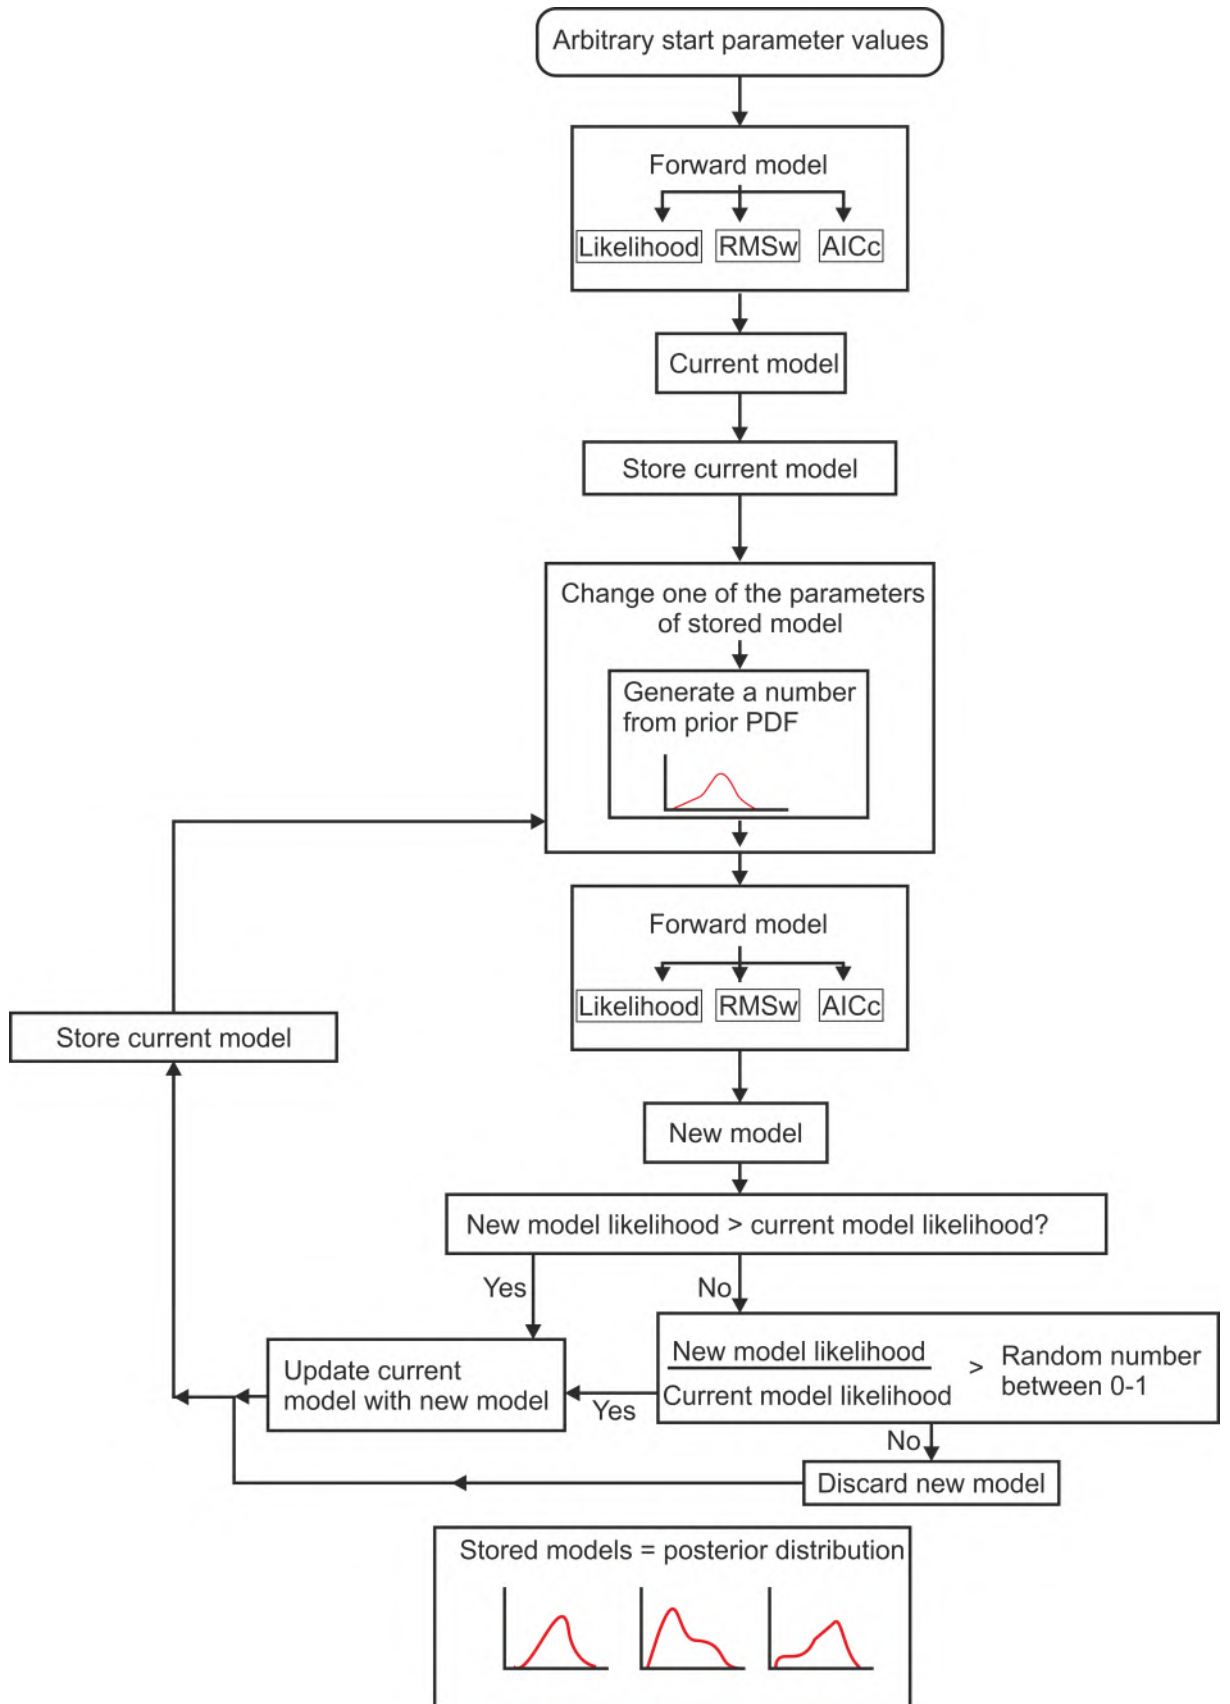 Arbitrary start parameter values
Forward model
Likelihood
RMSw
AICc
Current model
Store current model
Change one of the parameters
of stored model
Generate a number
from prior PDF
Forward model
Likelihood
RMSw
AICc
Store current model
New model
New model likelihood > current model likelihood?
Yes
No
Update current
model with new model
Yes
New model likelihood
Current model likelihood
>
Random number
between 0-1
No
Discard new model
Stored models = posterior distribution